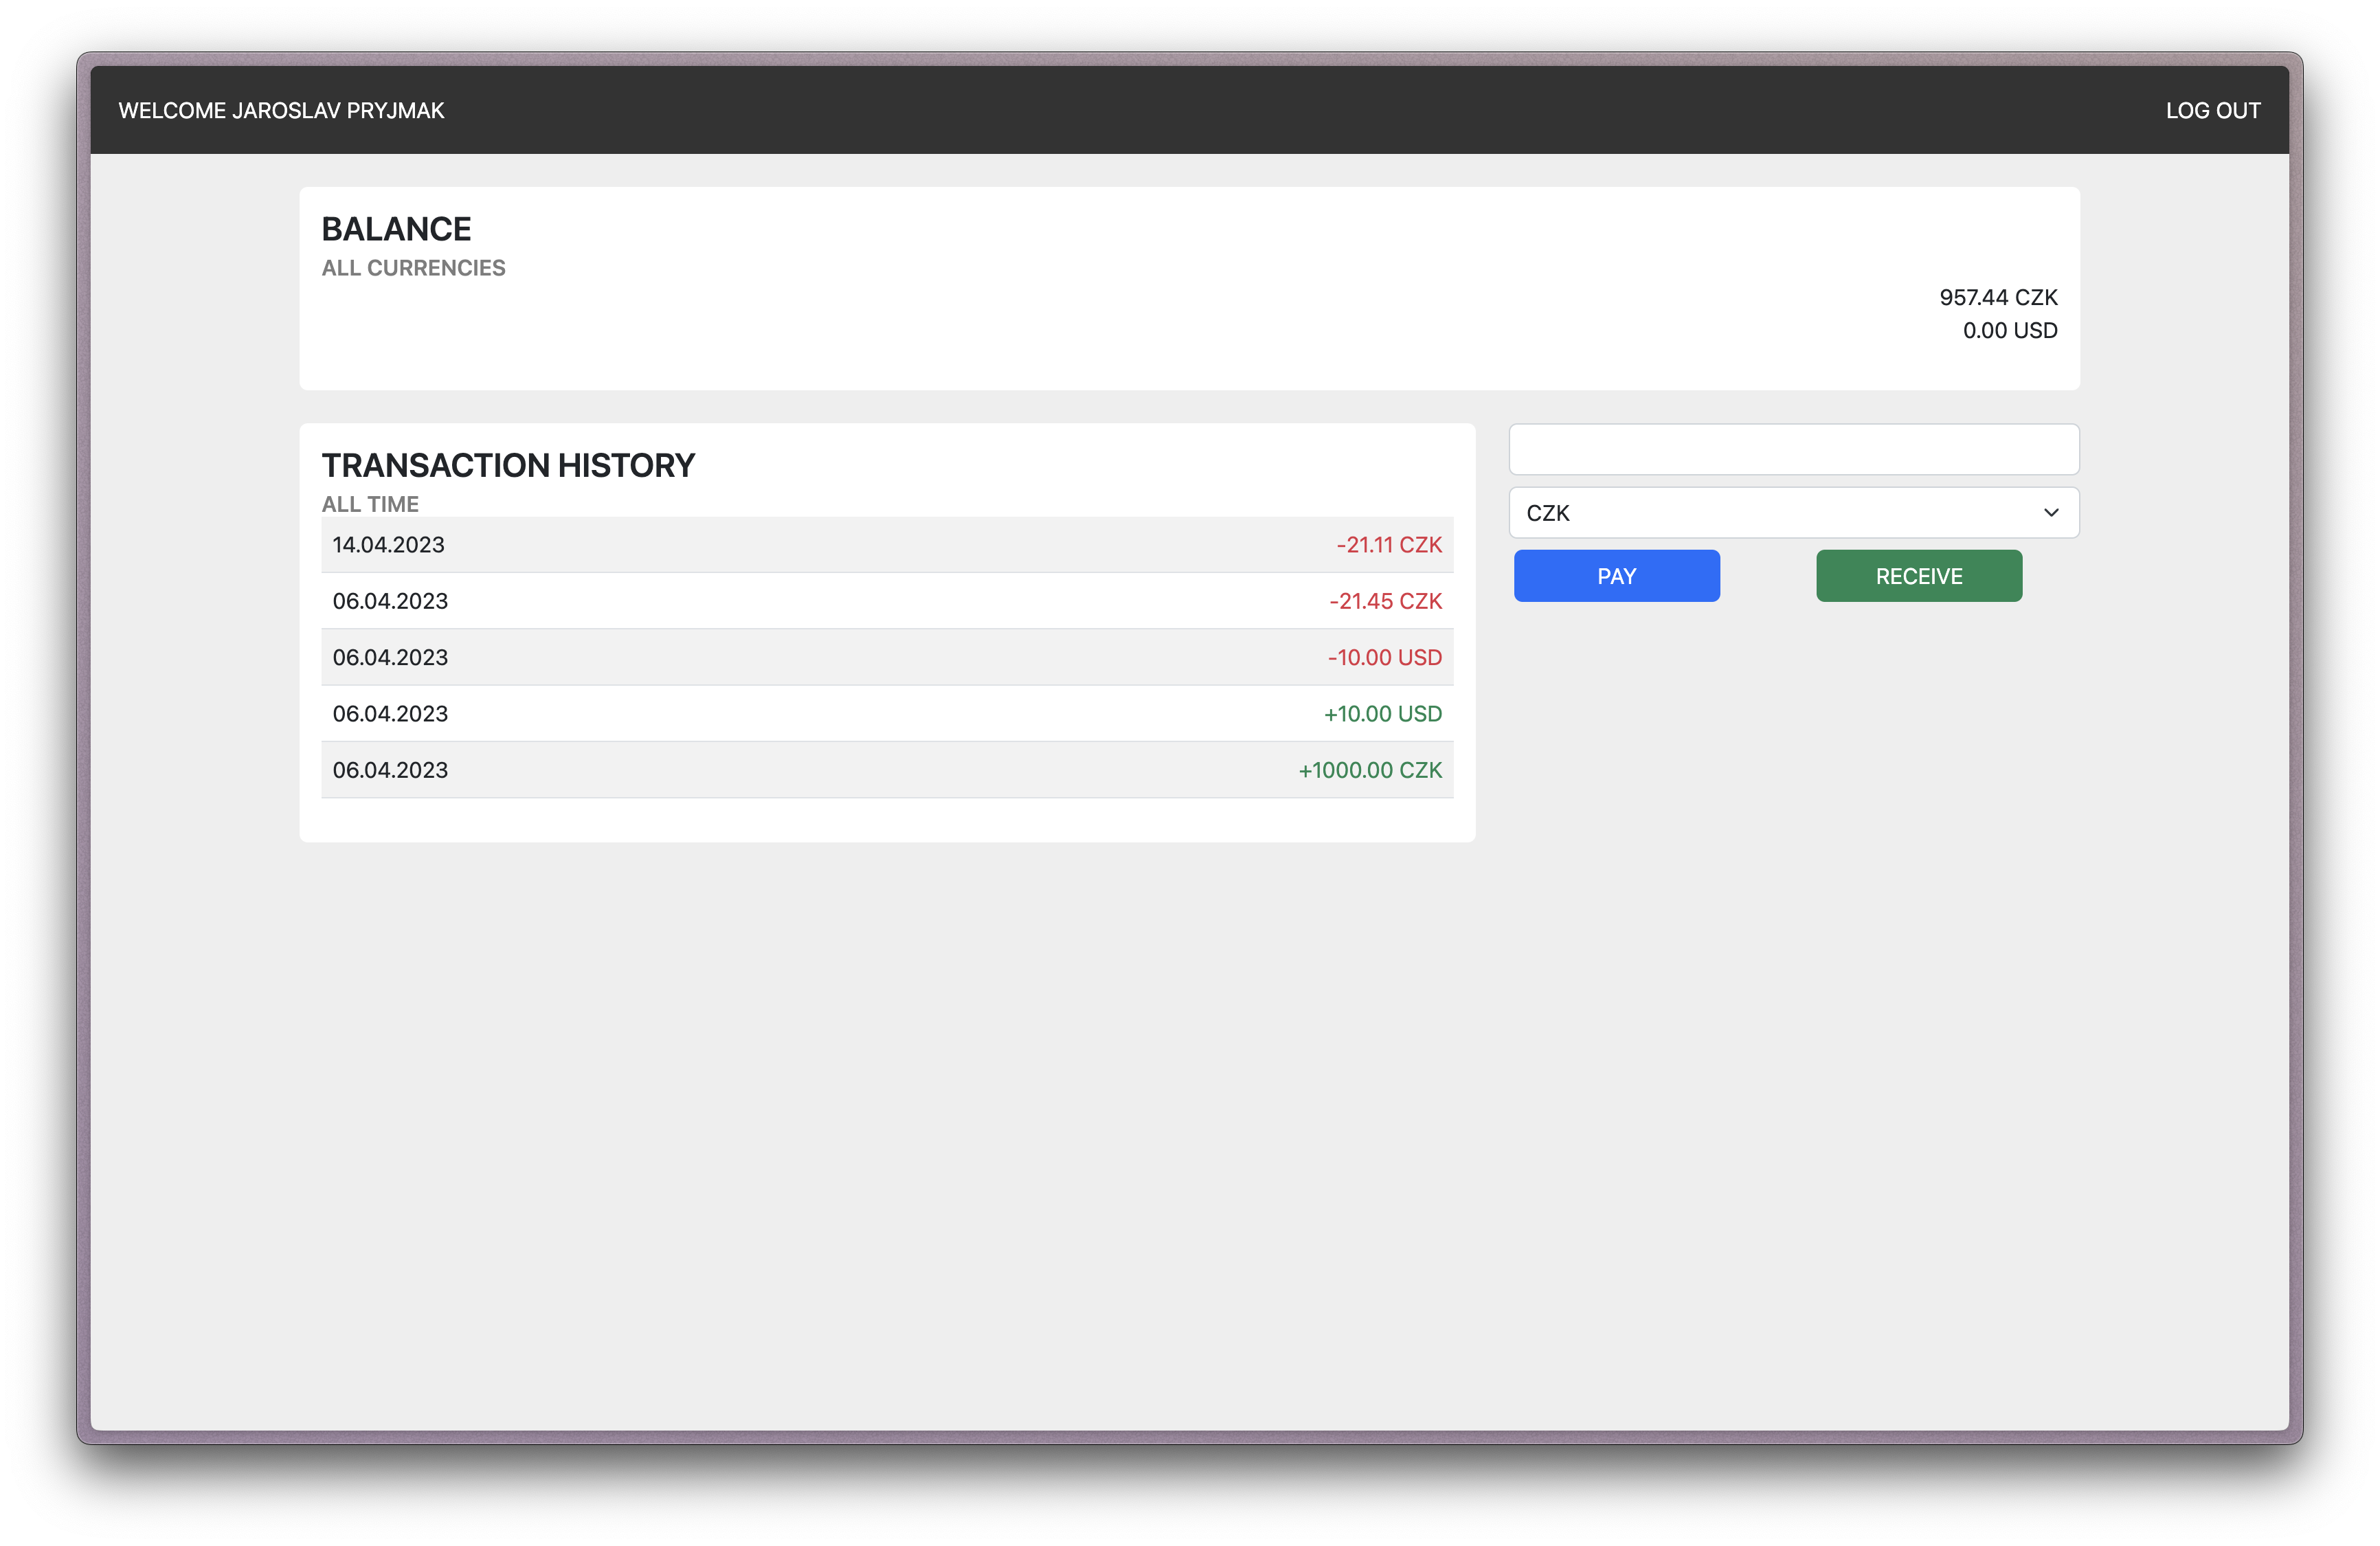 WELCOME JAROSLAV PRYJMAK
LOG OUT
BALANCE
ALL CURRENCIES
957.44 CZK
0.00 USD
TRANSACTION HISTORY
ALL TIME
14.04.2023 -21.11 CZK
06.04.2023 -21.45 CZK
06.04.2023 -10.00 USD
06.04.2023 +10.00 USD
06.04.2023 +1000.00 CZK
CZK
PAY
RECEIVE